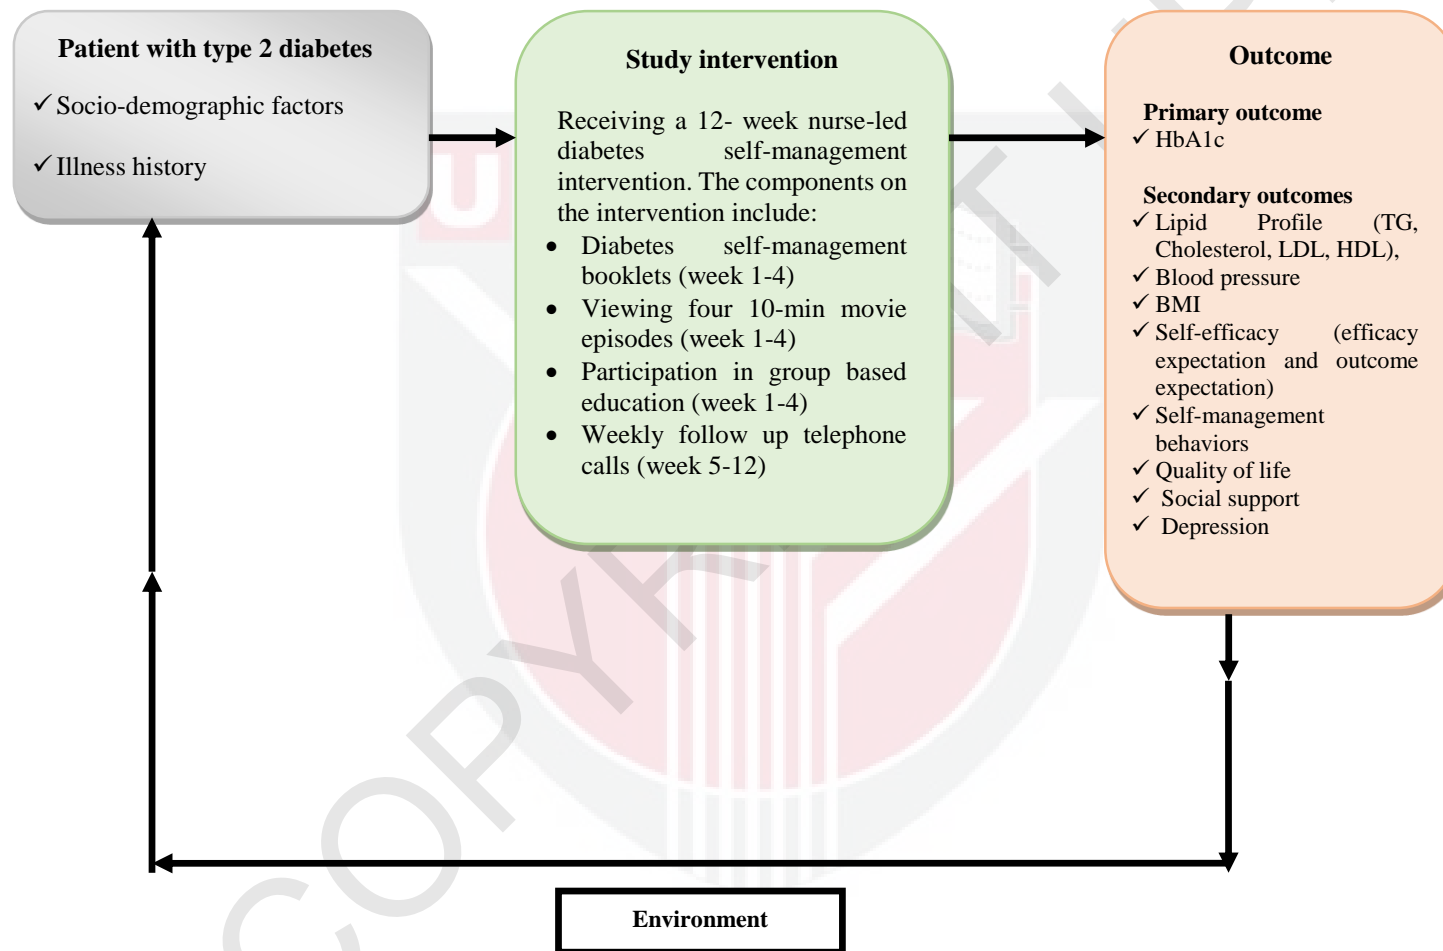 Patient with type 2 diabetes
✓ Socio-demographic factors
✓ Illness history
Study intervention
Receiving a 12- week nurse-led
diabetes self-management
intervention. The components on
the intervention include:
• Diabetes self-management
booklets (week 1-4)
• Viewing four 10-min movie
episodes (week 1-4)
• Participation in group based
education (week 1-4)
• Weekly follow up telephone
calls (week 5-12)
Outcome
Primary outcome
✓ HbA1c
Secondary outcomes
✓ Lipid Profile (TG,
Cholesterol, LDL, HDL),
✓ Blood pressure
✓ BMI
✓ Self-efficacy (efficacy
expectation and outcome
expectation)
✓ Self-management
behaviors
✓ Quality of life
✓ Social support
✓ Depression
Environment
U